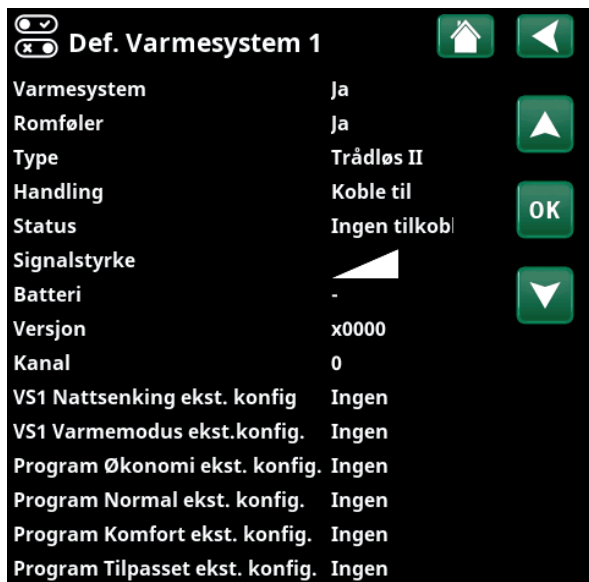 Def. Varmesystem 1
Varmesystem Ja
Romføler Ja
Type Trådløs II
Handling Koble til
Status Ingen tilkobl
Signalstyrke
Batteri -
Versjon x0000
Kanal 0
VS1 Nattsenking ekst. konfig Ingen
VS1 Varmemodus ekst.konfig. Ingen
Program Økonomi ekst. konfig. Ingen
Program Normal ekst. konfig. Ingen
Program Komfort ekst. konfig. Ingen
Program Tilpasset ekst. konfig. Ingen
OK